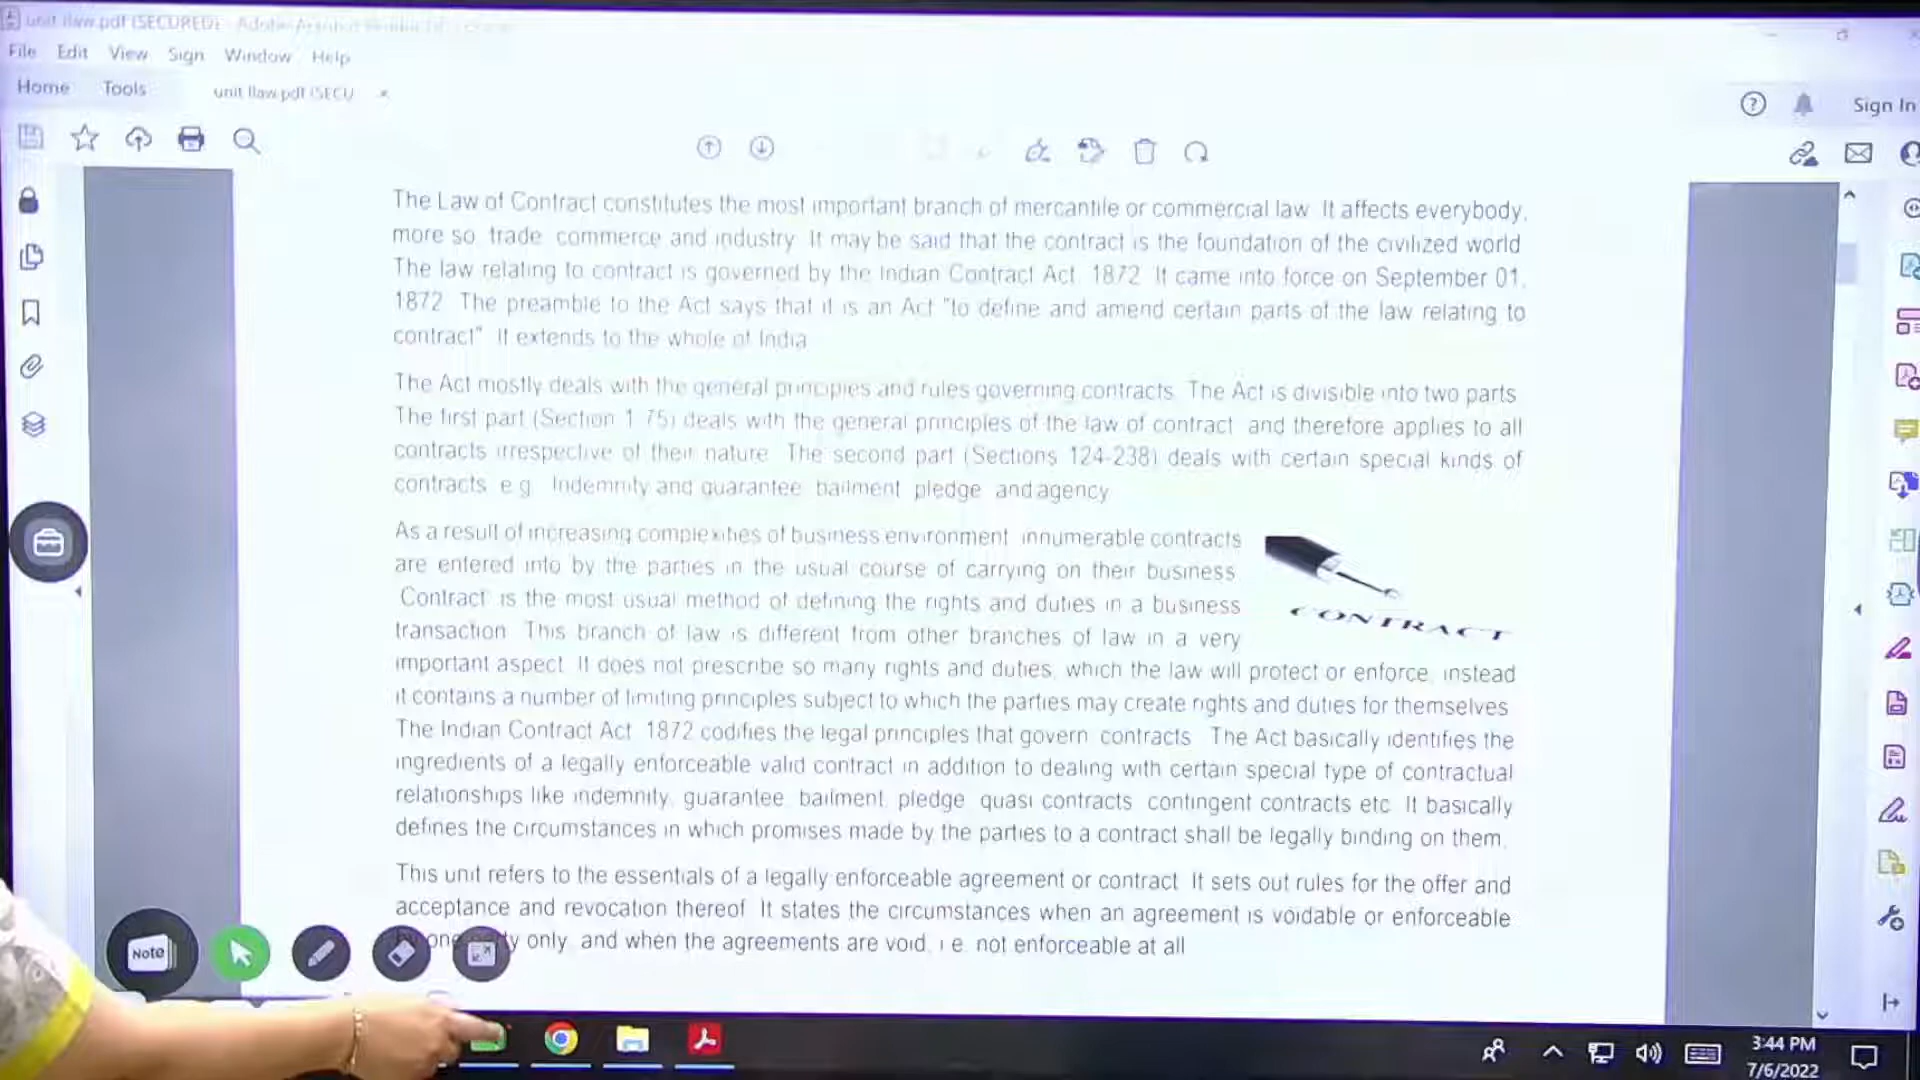 unit IIaw.pdf (SECURED) - Adobe Acrobat Reader DC
File Edit View Sign Window Help
Home Tools unit IIaw.pdf (SECU ×
Sign In
The Law of Contract constitutes the most important branch of mercantile or commercial law It affects everybody,
more so trade commerce and industry It may be said that the contract is the foundation of the civilized world
The law relating to contract is governed by the Indian Contract Act, 1872 It came into force on September 01,
1872 The preamble to the Act says that it is an Act "to define and amend certain parts of the law relating to
contract" It extends to the whole of India
The Act mostly deals with the general principles and rules governing contracts. The Act is divisible into two parts
The first part (Section 1 75) deals with the general principles of the law of contract and therefore applies to all
contracts irrespective of their nature The second part (Sections 124-238) deals with certain special kinds of
contracts e g Indemnity and guarantee bailment pledge and agency
As a result of increasing complexities of business environment innumerable contracts
are entered into by the parties in the usual course of carrying on their business
Contract is the most usual method of defining the rights and duties in a business
transaction This branch of law is different from other branches of law in a very
important aspect It does not prescribe so many rights and duties, which the law will protect or enforce, instead
it contains a number of limiting principles subject to which the parties may create rights and duties for themselves
The Indian Contract Act 1872 codifies the legal principles that govern contracts The Act basically identifies the
ingredients of a legally enforceable valid contract in addition to dealing with certain special type of contractual
relationships like indemnity, guarantee bailment, pledge quasi contracts contingent contracts etc It basically
defines the circumstances in which promises made by the parties to a contract shall be legally binding on them.
CONTRACT
This unit refers to the essentials of a legally enforceable agreement or contract It sets out rules for the offer and
acceptance and revocation thereof It states the circumstances when an agreement is voidable or enforceable
one only and when the agreements are void, i e. not enforceable at all
Note
3:44 PM
7/6/2022